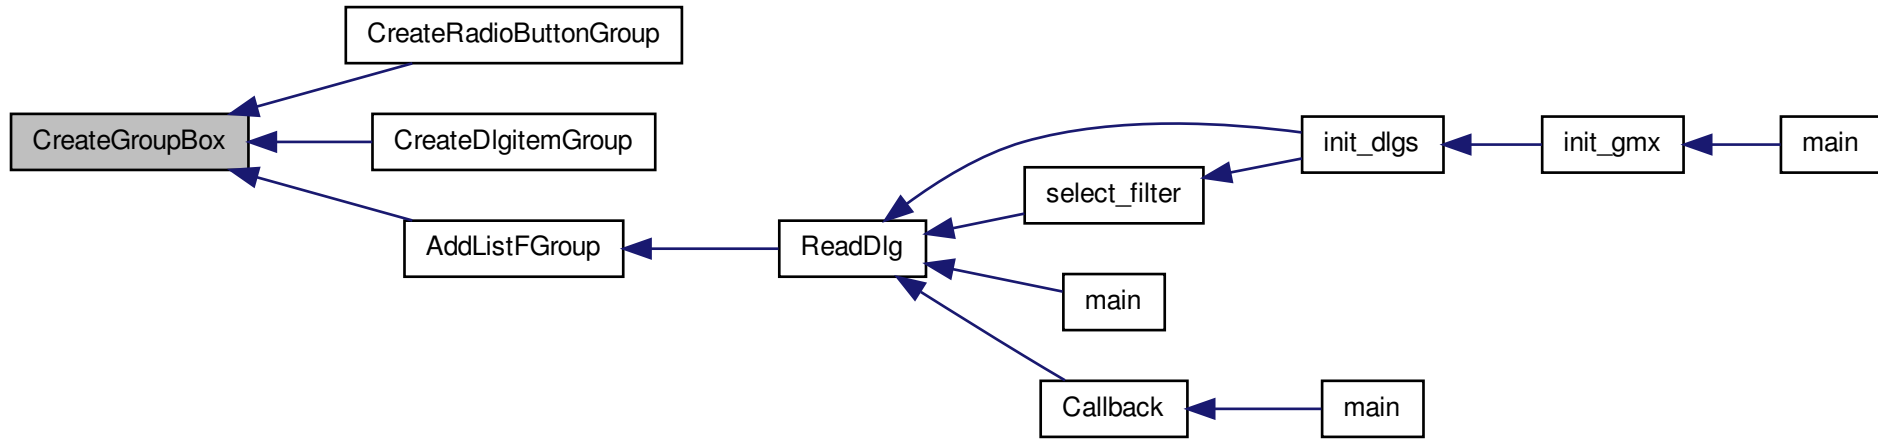 CreateRadioButtonGroup
CreateGroupBox
CreateDlgitemGroup
AddListFGroup
ReadDlg
init_dlgs
init_gmx
main
select_filter
main
Callback
main